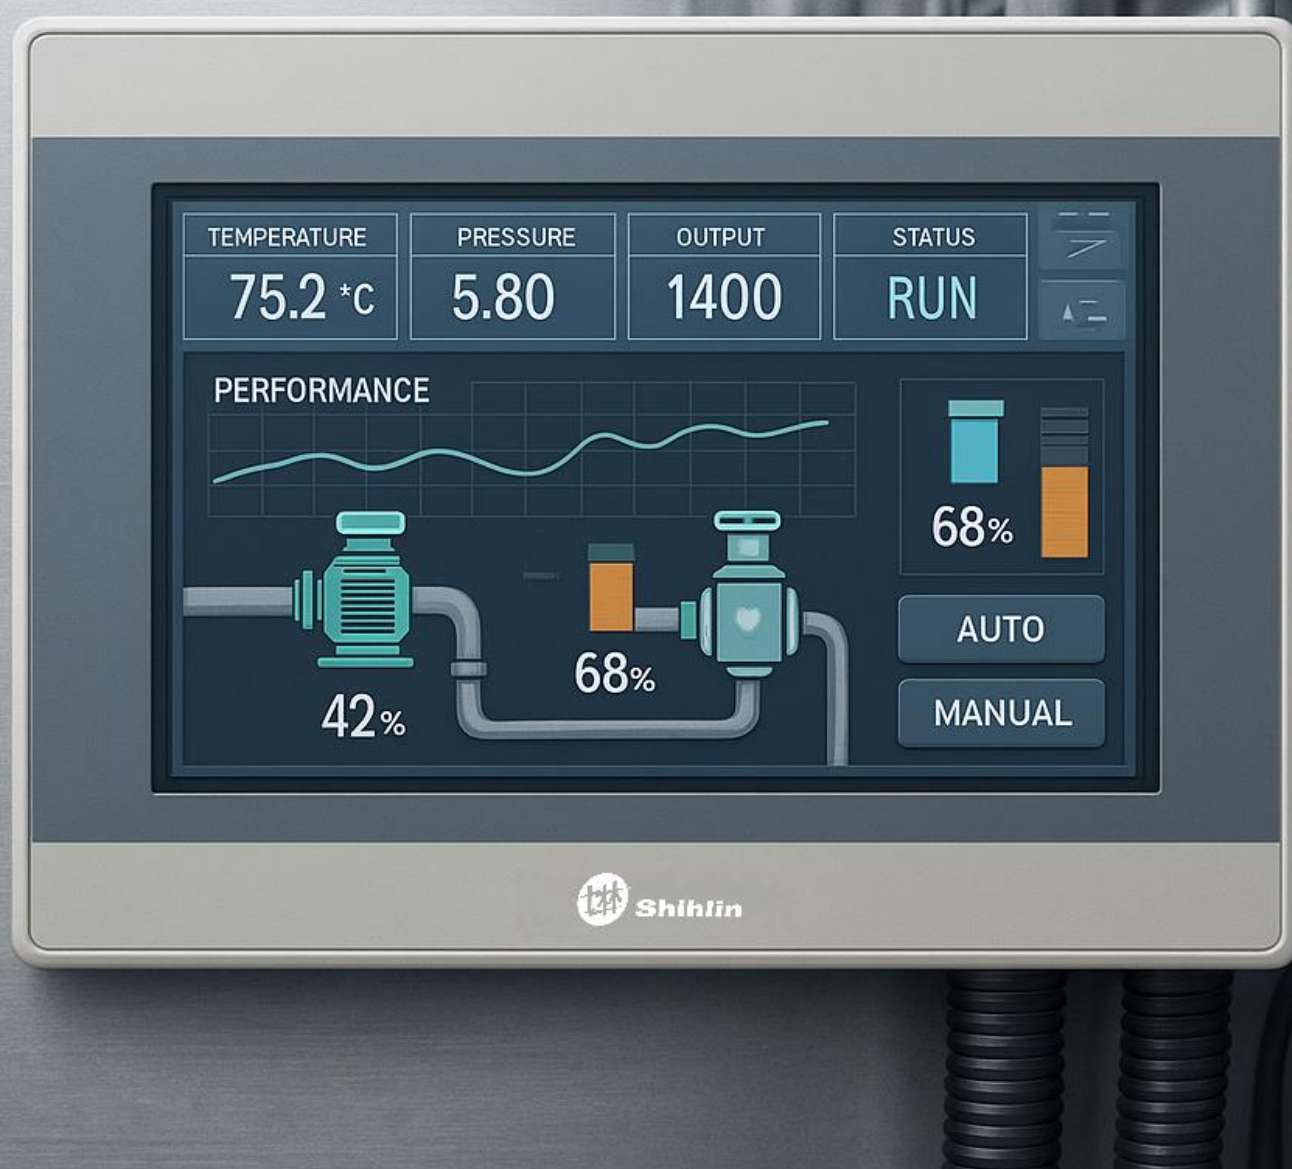 TEMPERATURE
75.2 *C
PRESSURE
5.80
OUTPUT
1400
STATUS
RUN
PERFORMANCE
68%
42%
68%
AUTO
MANUAL
Shihlin